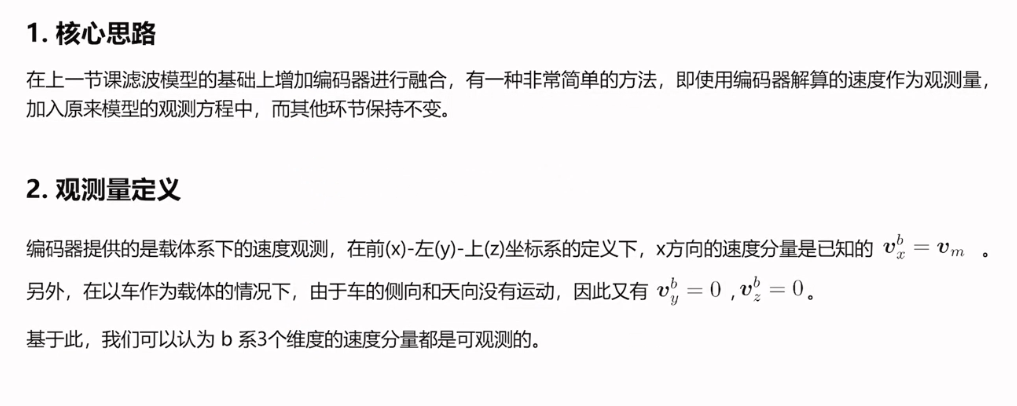 1. 核心思路
在上一节课滤波模型的基础上增加编码器进行融合，有一种非常简单的方法，即使用编码器解算的速度作为观测量，
加入原来模型的观测方程中，而其他环节保持不变。
2. 观测量定义
编码器提供的是载体系下的速度观测，在前(x)-左(y)-上(z)坐标系的定义下，x方向的速度分量是已知的 $v_x^b = v_m$ 。
另外，在以车作为载体的情况下，由于车的侧向和天向没有运动，因此又有 $v_y^b = 0$ , $v_z^b = 0$。
基于此，我们可以认为 b 系3个维度的速度分量都是可观测的。